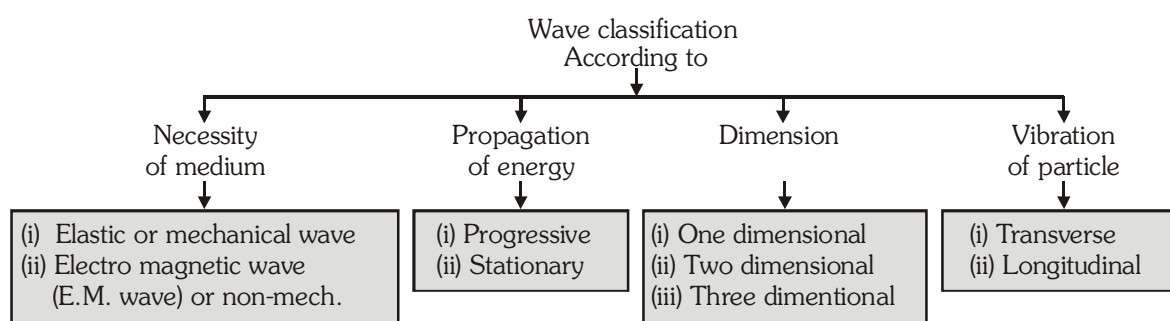 Wave classification
According to
Necessity
of medium
Propagation
of energy
Dimension
Vibration
of particle
(i) Elastic or mechanical wave
(ii) Electro magnetic wave
(E.M. wave) or non-mech.
(i) Progressive
(ii) Stationary
(i) One dimensional
(ii) Two dimensional
(iii) Three dimentional
(i) Transverse
(ii) Longitudinal